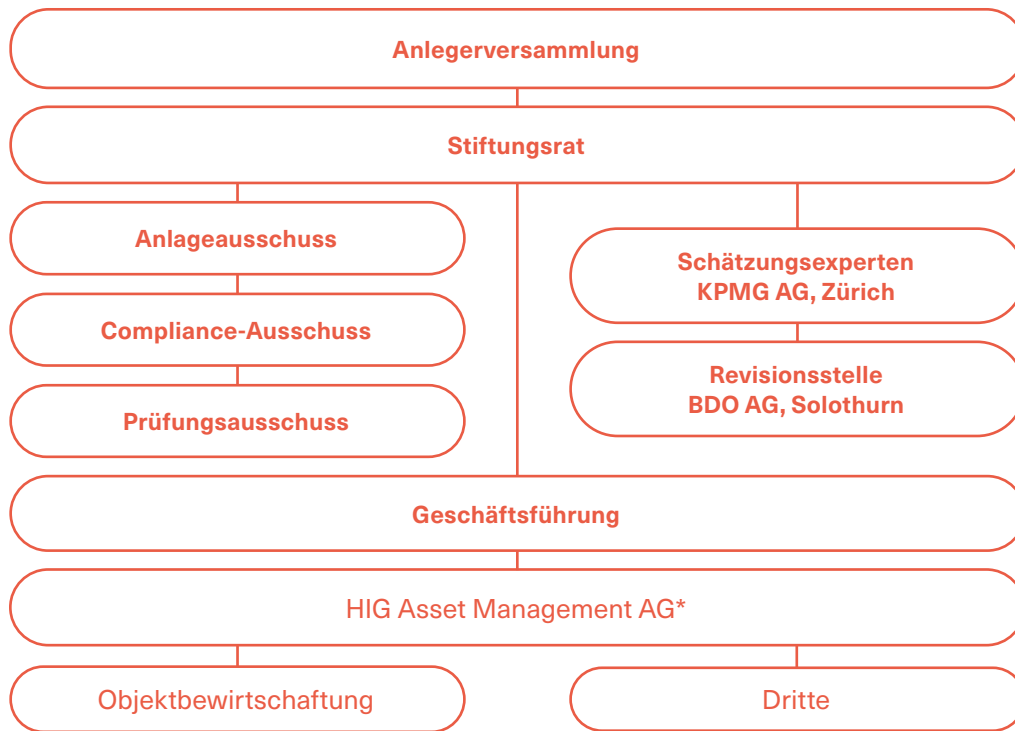 Anlegerversammlung
Stiftungsrat
Anlageausschuss
Compliance-Ausschuss
Prüfungsausschuss
Schätzungsexperten
KPMG AG, Zürich
Revisionsstelle
BDO AG, Solothurn
Geschäftsführung
HIG Asset Management AG*
Objektbewirtschaftung
Dritte